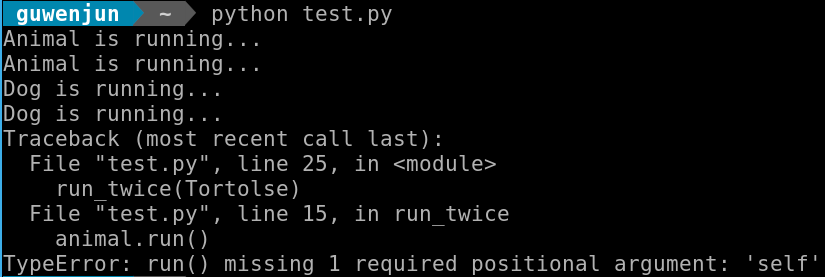 guwenjun ~ python test.py
Animal is running...
Animal is running...
Dog is running...
Dog is running...
Traceback (most recent call last):
  File "test.py", line 25, in <module>
    run_twice(Tortolse)
  File "test.py", line 15, in run_twice
    animal.run()
TypeError: run() missing 1 required positional argument: 'self'